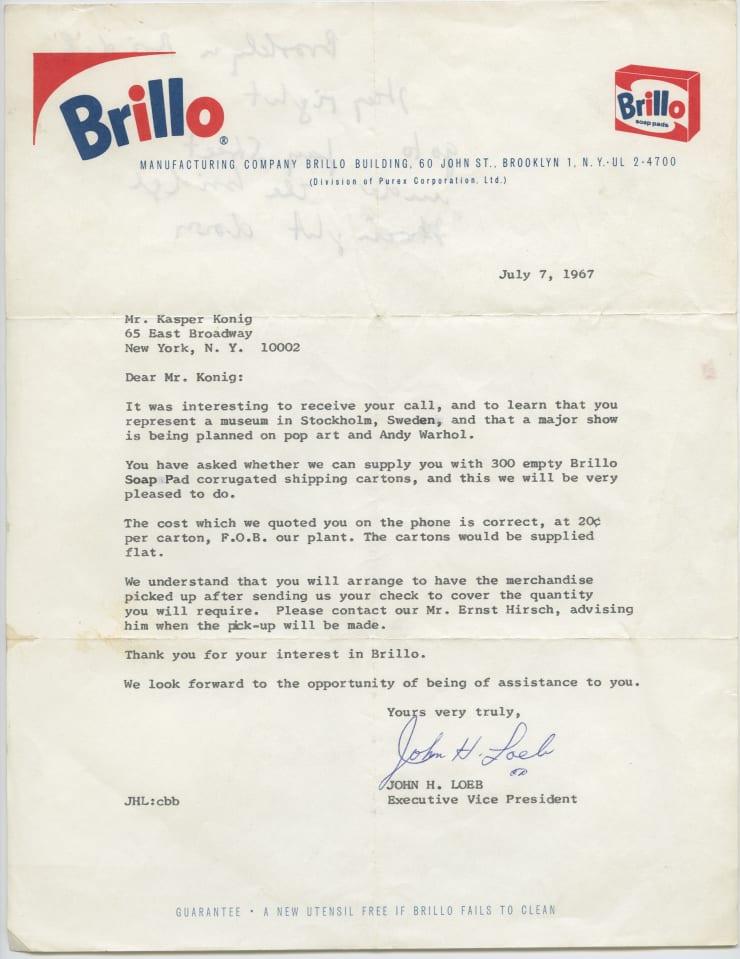 Brillo®
Brillo
soap pads
MANUFACTURING COMPANY BRILLO BUILDING, 60 JOHN ST., BROOKLYN 1, N.Y.·UL 2-4700
(Division of Purex Corporation, Ltd.)
July 7, 1967
Mr. Kasper Konig
65 East Broadway
New York, N. Y. 10002
Dear Mr. Konig:
It was interesting to receive your call, and to learn that you
represent a museum in Stockholm, Sweden, and that a major show
is being planned on pop art and Andy Warhol.
You have asked whether we can supply you with 300 empty Brillo
Soap Pad corrugated shipping cartons, and this we will be very
pleased to do.
The cost which we quoted you on the phone is correct, at 20¢
per carton, F.O.B. our plant. The cartons would be supplied
flat.
We understand that you will arrange to have the merchandise
picked up after sending us your check to cover the quantity
you will require. Please contact our Mr. Ernst Hirsch, advising
him when the pick-up will be made.
Thank you for your interest in Brillo.
We look forward to the opportunity of being of assistance to you.
Yours very truly,
John H. Loeb
JOHN H. LOEB
JHL:cbb Executive Vice President
GUARANTEE · A NEW UTENSIL FREE IF BRILLO FAILS TO CLEAN